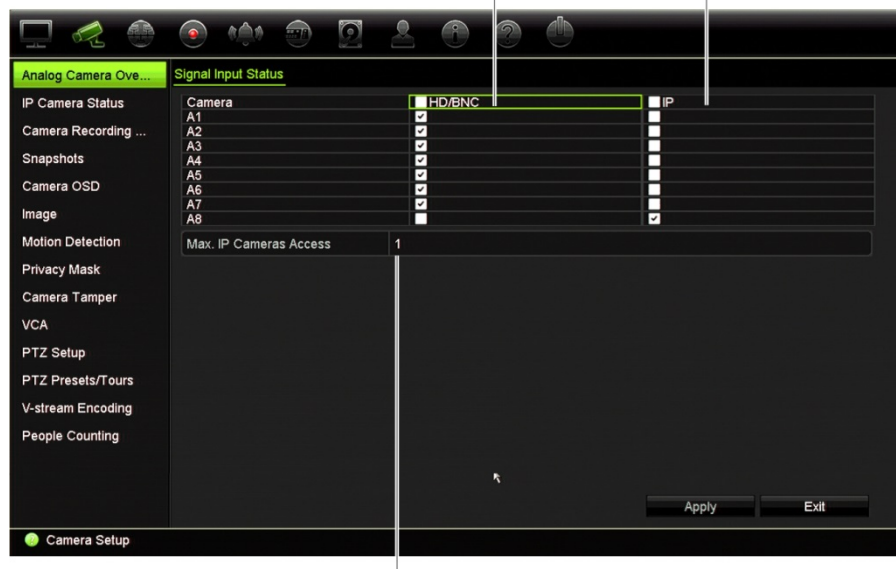 Analog Camera Ove...
Signal Input Status
IP Camera Status
Camera Recording ...
Snapshots
Camera OSD
Image
Motion Detection
Privacy Mask
Camera Tamper
VCA
PTZ Setup
PTZ Presets/Tours
V-stream Encoding
People Counting
Camera HD/BNC IP
A1
A2
A3
A4
A5
A6
A7
A8
Max. IP Cameras Access 1
Apply Exit
Camera Setup